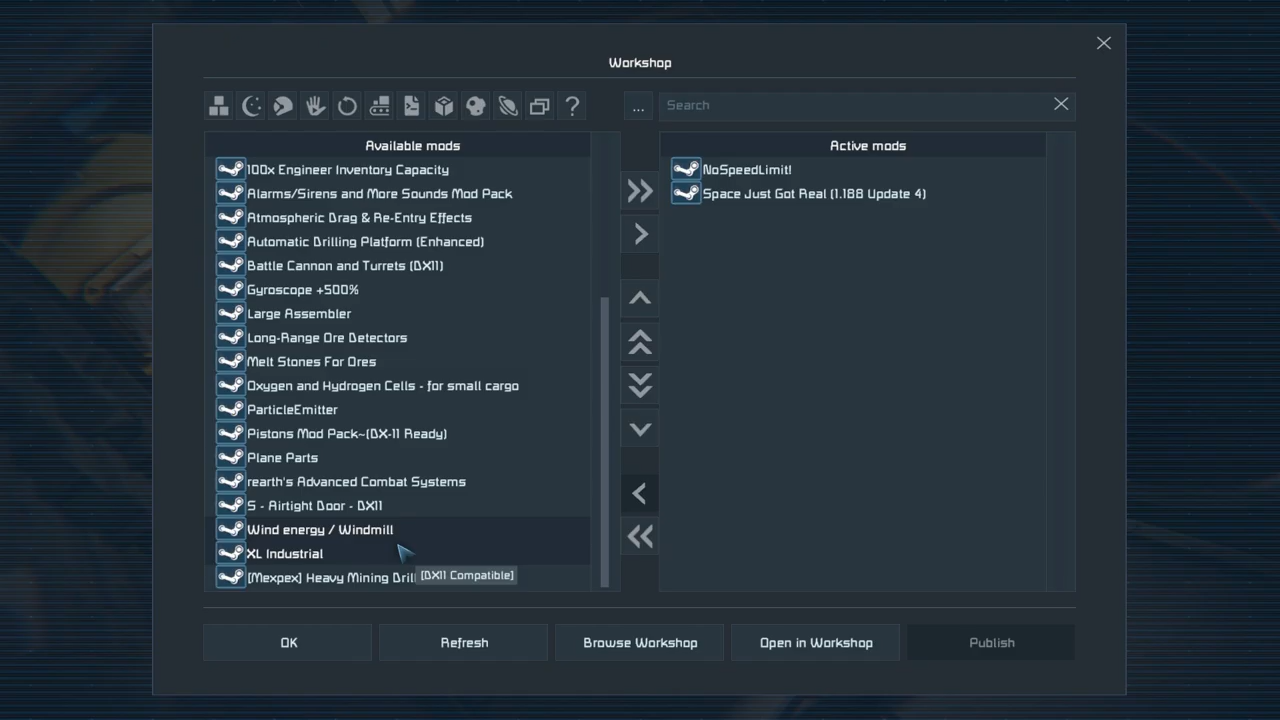 Workshop
?
...
Search
Available mods
Active mods
100x Engineer Inventory Capacity
Alarms/Sirens and More Sounds Mod Pack
Atmospheric Drag & Re-Entry Effects
Automatic Drilling Platform (Enhanced)
Battle Cannon and Turrets (DX11)
Gyroscope +500%
Large Assembler
Long-Range Ore Detectors
Melt Stones For Ores
Oxygen and Hydrogen Cells - for small cargo
ParticleEmitter
Pistons Mod Pack~(DX-11 Ready)
Plane Parts
rearth's Advanced Combat Systems
S - Airtight Door - DX11
Wind energy / Windmill
XL Industrial
[Mexpex] Heavy Mining Dril
[DX11 Compatible]
NoSpeedLimit!
Space Just Got Real (1.188 Update 4)
OK
Refresh
Browse Workshop
Open in Workshop
Publish